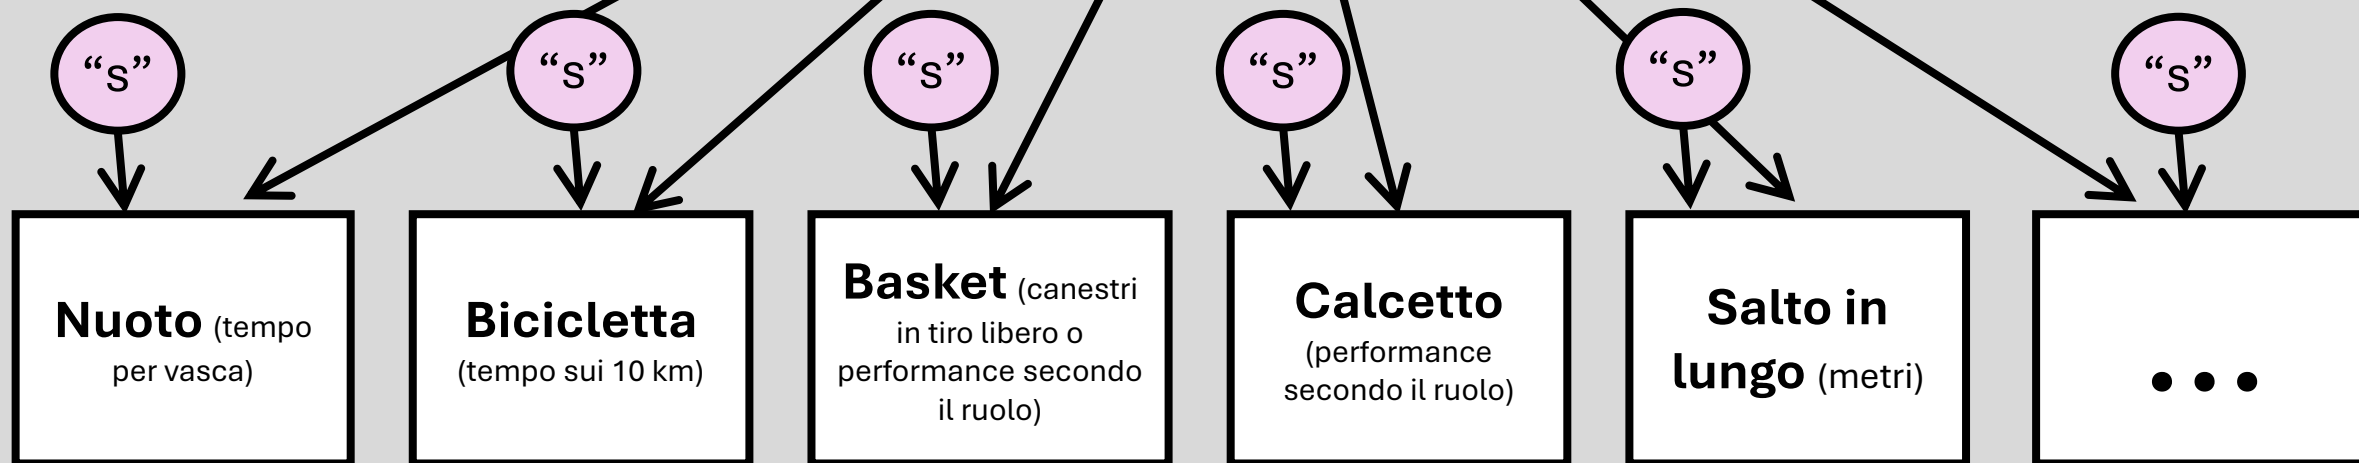 “s”
“s”
“s”
“s”
“s”
“s”
Nuoto (tempo
per vasca)
Bicicletta
(tempo sui 10 km)
Basket (canestri
in tiro libero o
performance secondo
il ruolo)
Calcetto
(performance
secondo il ruolo)
Salto in
lungo (metri)
...